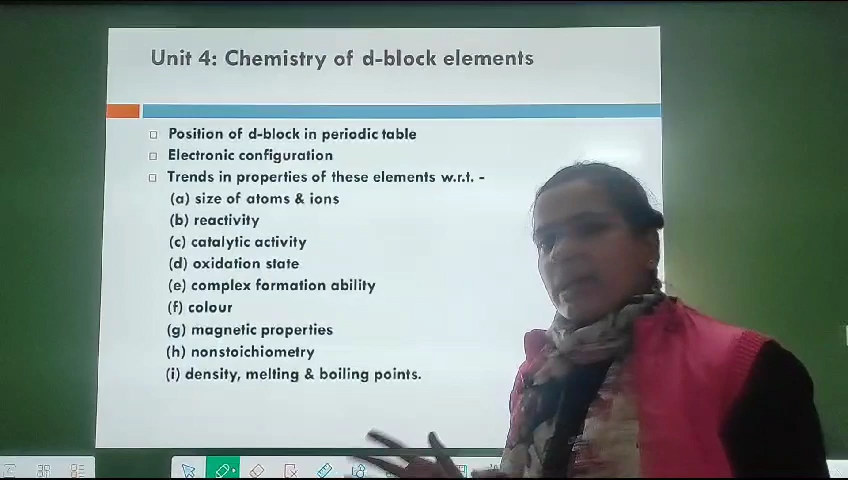 Unit 4: Chemistry of d-block elements
Position of d-block in periodic table
Electronic configuration
Trends in properties of these elements w.r.t. -
(a) size of atoms & ions
(b) reactivity
(c) catalytic activity
(d) oxidation state
(e) complex formation ability
(f) colour
(g) magnetic properties
(h) nonstoichiometry
(i) density, melting & boiling points.